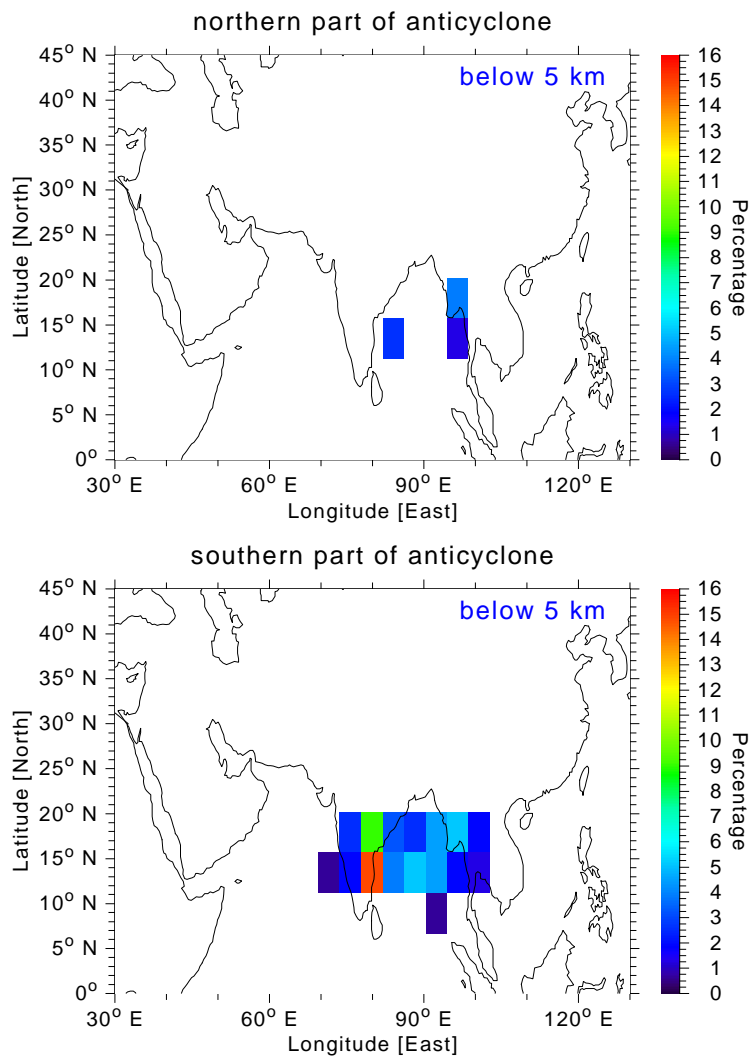 northern part of anticyclone
below 5 km
45° N
40° N
35° N
30° N
25° N
20° N
15° N
10° N
5° N
0°
Latitude [North]
30° E
60° E
90° E
120° E
Longitude [East]
16
15
14
13
12
11
10
9
8
7
6
5
4
3
2
1
0
Percentage
southern part of anticyclone
below 5 km
45° N
40° N
35° N
30° N
25° N
20° N
15° N
10° N
5° N
0°
Latitude [North]
30° E
60° E
90° E
120° E
Longitude [East]
16
15
14
13
12
11
10
9
8
7
6
5
4
3
2
1
0
Percentage